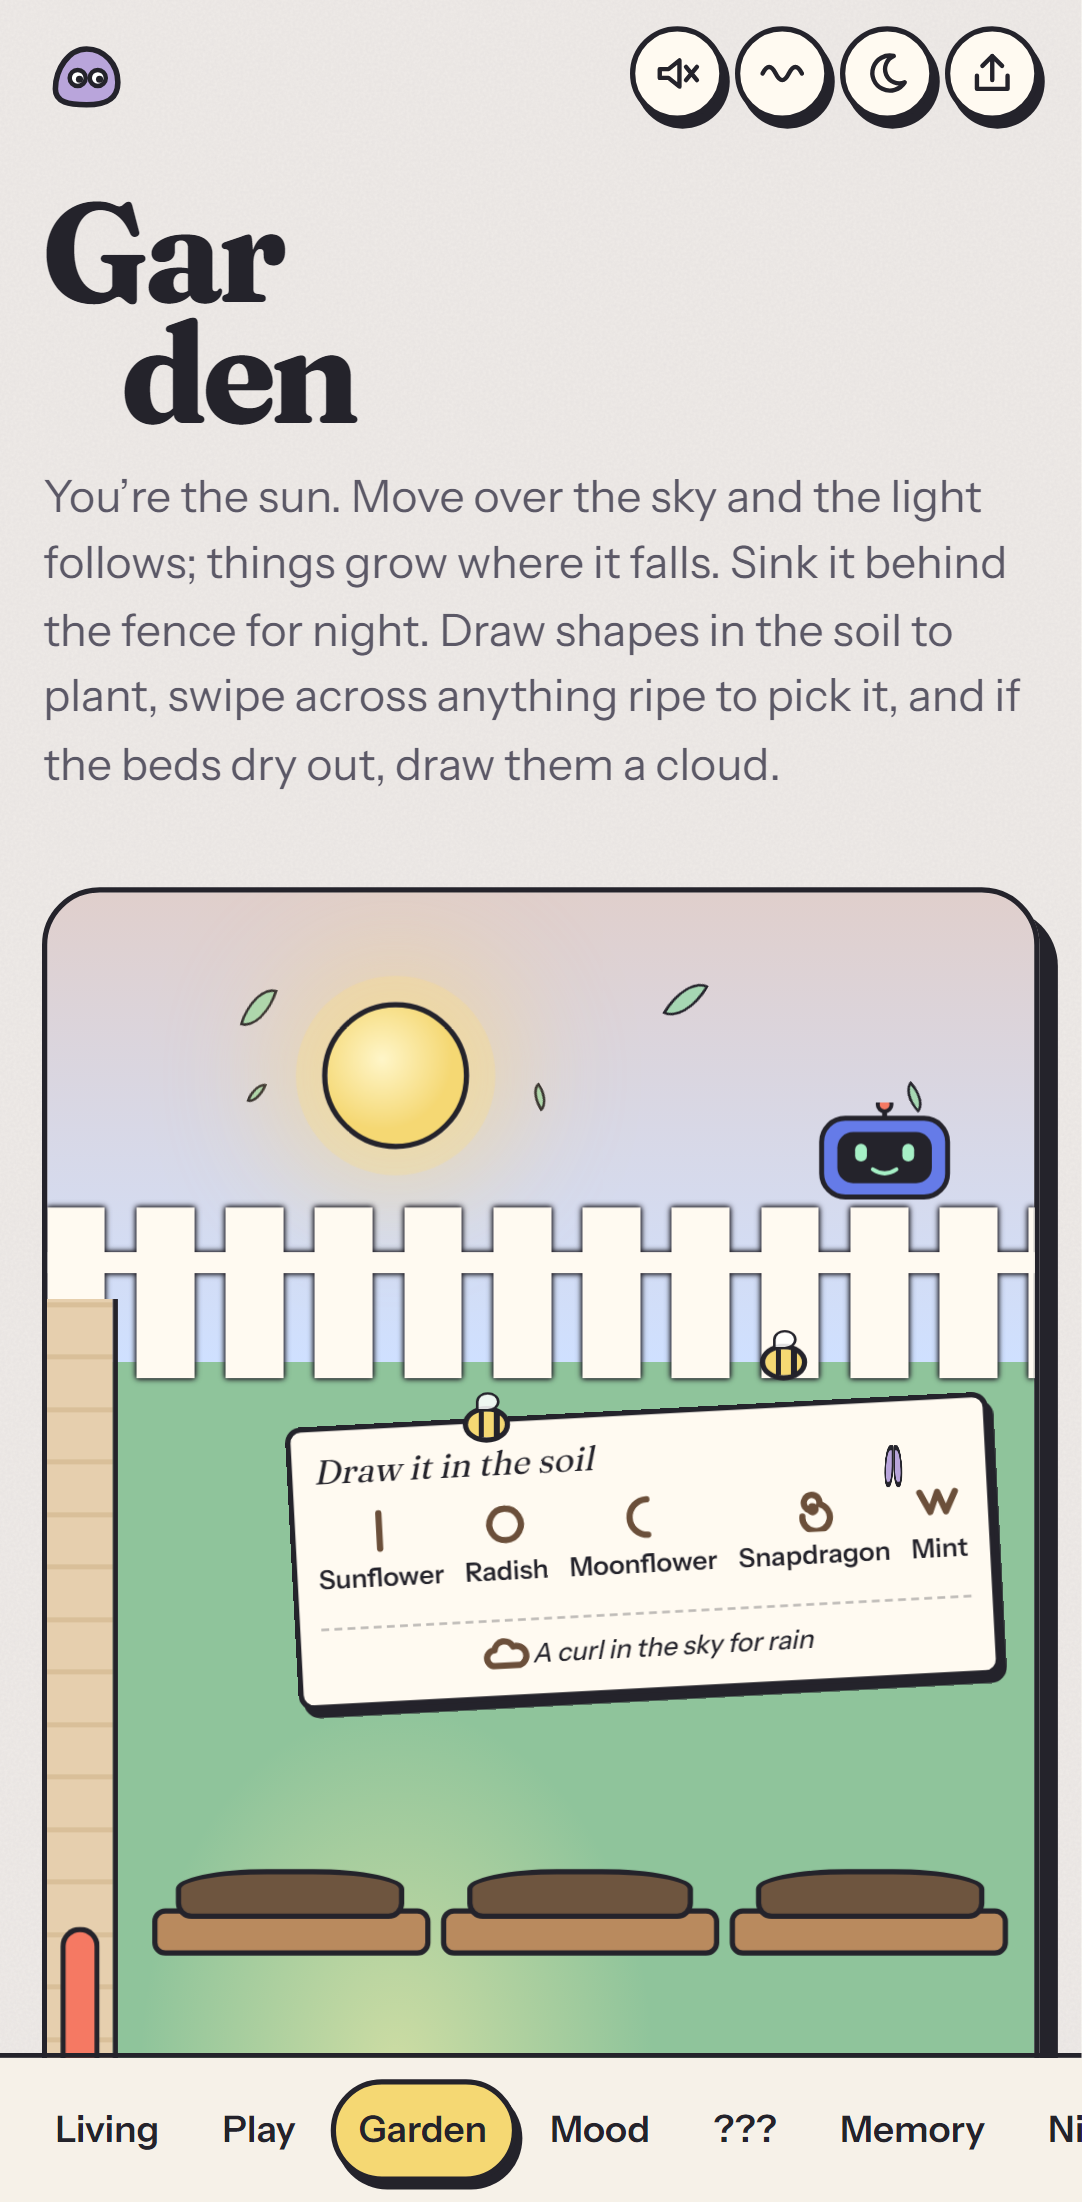 Gar
den
You’re the sun. Move over the sky and the light
follows; things grow where it falls. Sink it behind
the fence for night. Draw shapes in the soil to
plant, swipe across anything ripe to pick it, and if
the beds dry out, draw them a cloud.
Draw it in the soil
Sunflower Radish Moonflower Snapdragon Mint
A curl in the sky for rain
Living Play Garden Mood ??? Memory